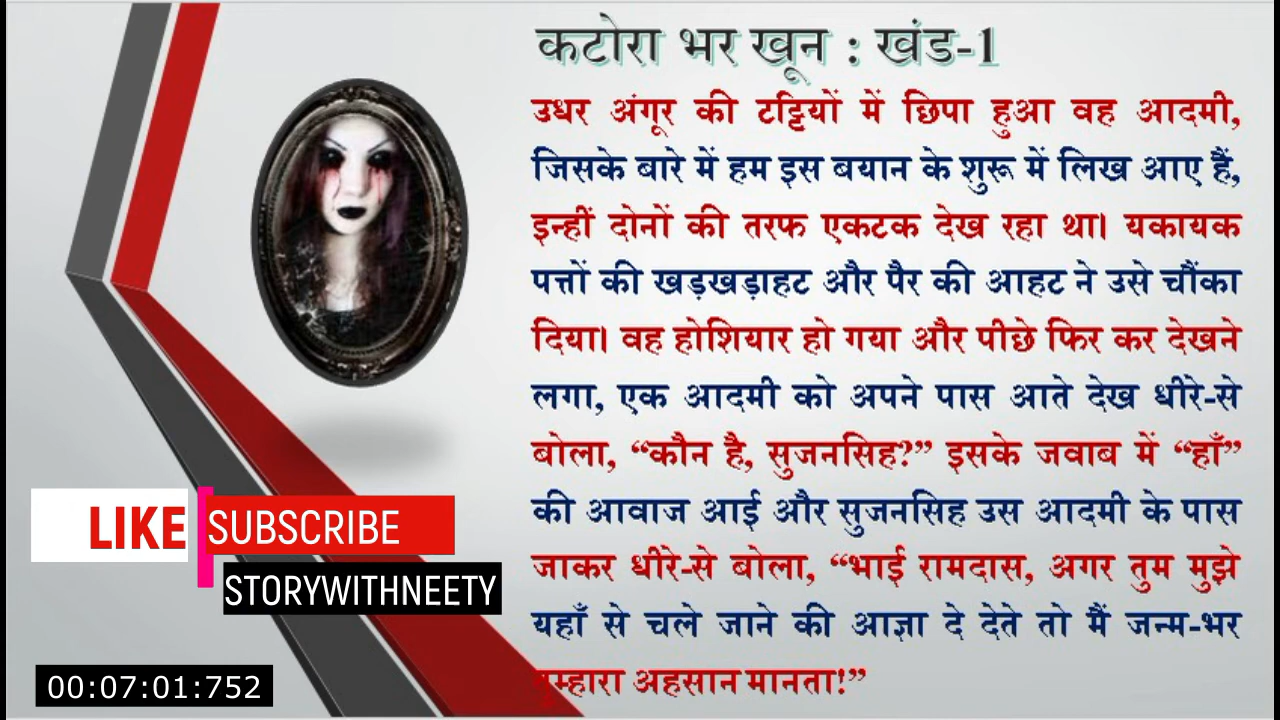 कटोरा भर खून : खंड-1
उधर अंगूर की टट्टियों में छिपा हुआ वह आदमी,
जिसके बारे में हम इस बयान के शुरू में लिख आए हैं,
इन्हीं दोनों की तरफ एकटक देख रहा था। यकायक
पत्तों की खड़खड़ाहट और पैर की आहट ने उसे चौंका
दिया। वह होशियार हो गया और पीछे फिर कर देखने
लगा, एक आदमी को अपने पास आते देख धीरे-से
बोला, “कौन है, सुजनसिह?” इसके जवाब में “हाँ”
की आवाज आई और सुजनसिह उस आदमी के पास
जाकर धीरे-से बोला, “भाई रामदास, अगर तुम मुझे
यहाँ से चले जाने की आज्ञा दे देते तो मैं जन्म-भर
तुम्हारा अहसान मानता!”
LIKE SUBSCRIBE
STORYWITHNEETY
00:07:01:752